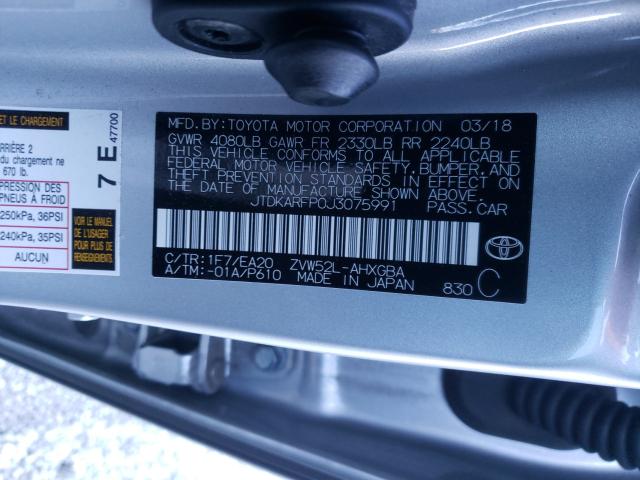 ET LE CHARGEMENT
ARRIÈRE 2
du chargement ne
670 lb.
PRESSION DES
PNEUS À FROID
250kPa, 36PSI
240kPa, 35PSI
AUCUN
VOIR LE MANUEL
DE L'USAGER
POUR PLUS DE
RENSEIGNEMENTS
7 E
47700
MFD. BY: TOYOTA MOTOR CORPORATION 03/18
GVWR 4080LB GAWR FR 2330LB RR 2240LB
THIS VEHICLE CONFORMS TO ALL APPLICABLE
FEDERAL MOTOR VEHICLE SAFETY, BUMPER, AND
THEFT PREVENTION STANDARDS IN EFFECT ON
THE DATE OF MANUFACTURE SHOWN ABOVE.
JTDKARFP0J3075991 PASS. CAR
C/TR: 1F7/EA20 ZVW52L-AHXGBA
A/TM: -01A/P610 MADE IN JAPAN 830 C
TOYOTA